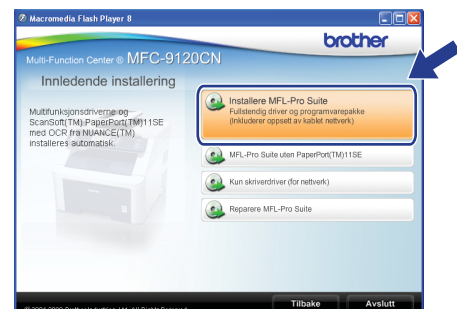 Macromedia Flash Player 8
brother
Multi-Function Center ® MFC-9120CN
Innledende installering
Multifunksjonsdriverne og
ScanSoft(TM) PaperPort(TM)11SE
med OCR fra NUANCE(TM)
installeres automatisk.
Installere MFL-Pro Suite
Fullstendig driver og programvarepakke
(Inkluderer oppsett av kablet nettverk)
MFL-Pro Suite uten PaperPort(TM)11SE
Kun skriverdriver (for nettverk)
Reparere MFL-Pro Suite
Tilbake
Avslutt